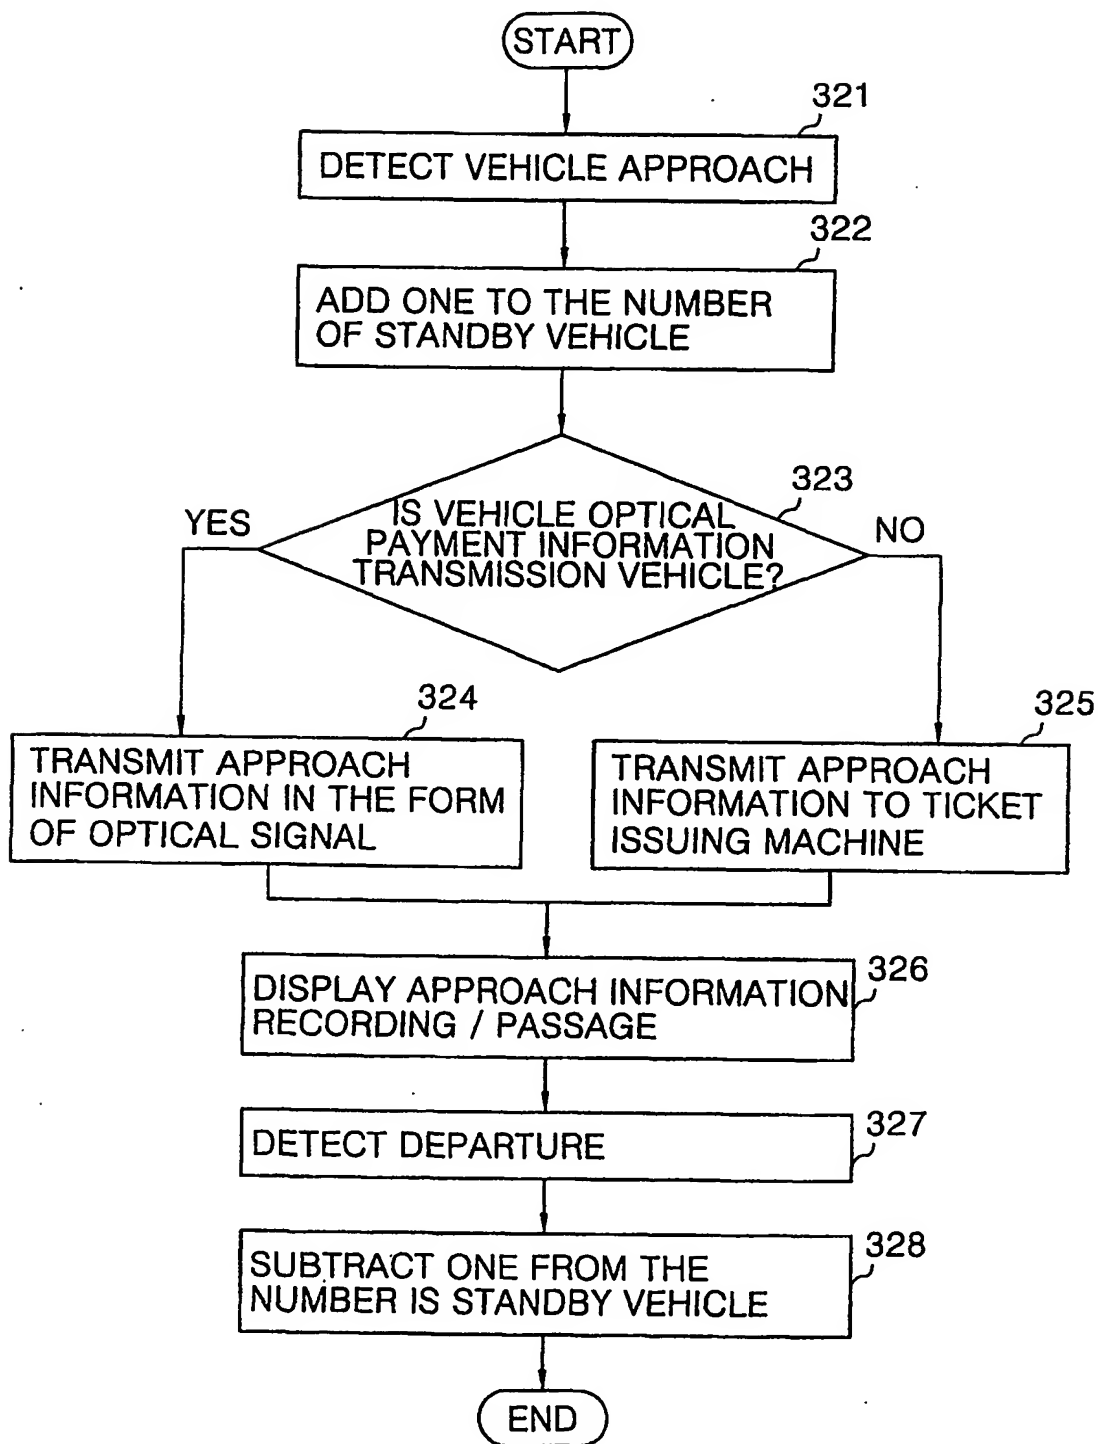 START
321
DETECT VEHICLE APPROACH
322
ADD ONE TO THE NUMBER
OF STANDBY VEHICLE
323
YES
IS VEHICLE OPTICAL
PAYMENT INFORMATION
TRANSMISSION VEHICLE?
NO
324
TRANSMIT APPROACH
INFORMATION IN THE FORM
OF OPTICAL SIGNAL
325
TRANSMIT APPROACH
INFORMATION TO TICKET
ISSUING MACHINE
326
DISPLAY APPROACH INFORMATION
RECORDING / PASSAGE
327
DETECT DEPARTURE
328
SUBTRACT ONE FROM THE
NUMBER IS STANDBY VEHICLE
END